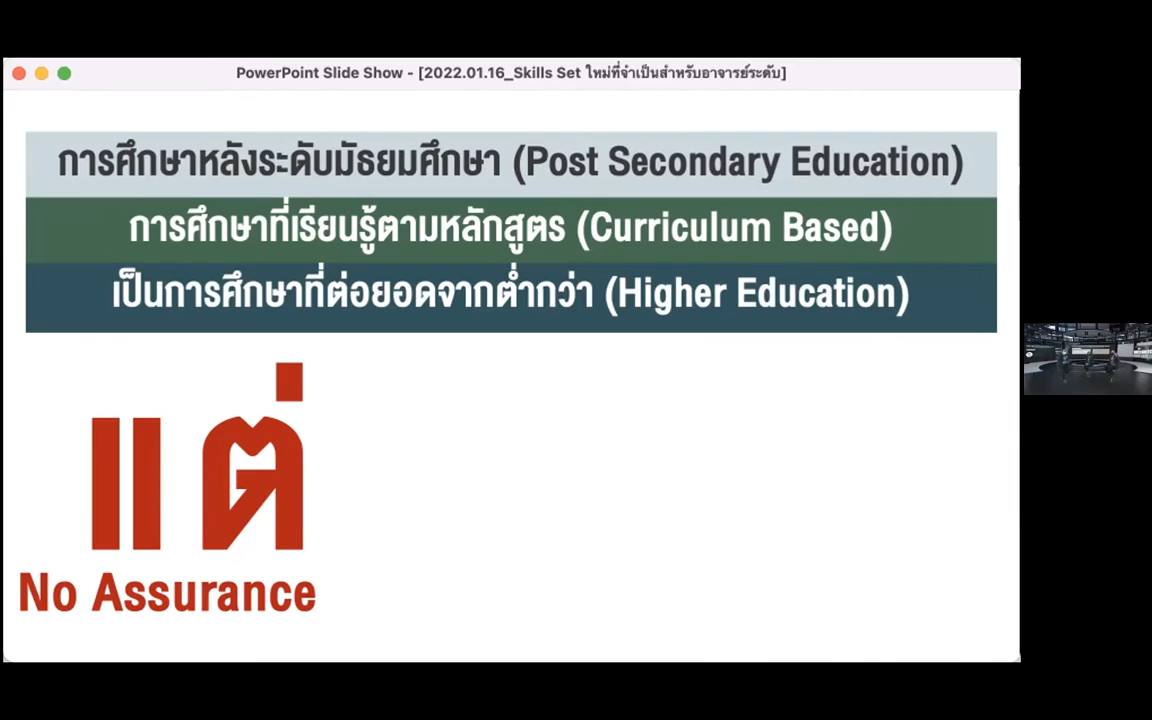 PowerPoint Slide Show - [2022.01.16_Skills Set ใหม่ที่จำเป็นสำหรับอาจารย์ระดับ]
การศึกษาหลังระดับมัธยมศึกษา (Post Secondary Education)
การศึกษาที่เรียนรู้ตามหลักสูตร (Curriculum Based)
เป็นการศึกษาที่ต่อยอดจากต่ำกว่า (Higher Education)
แต่
No Assurance